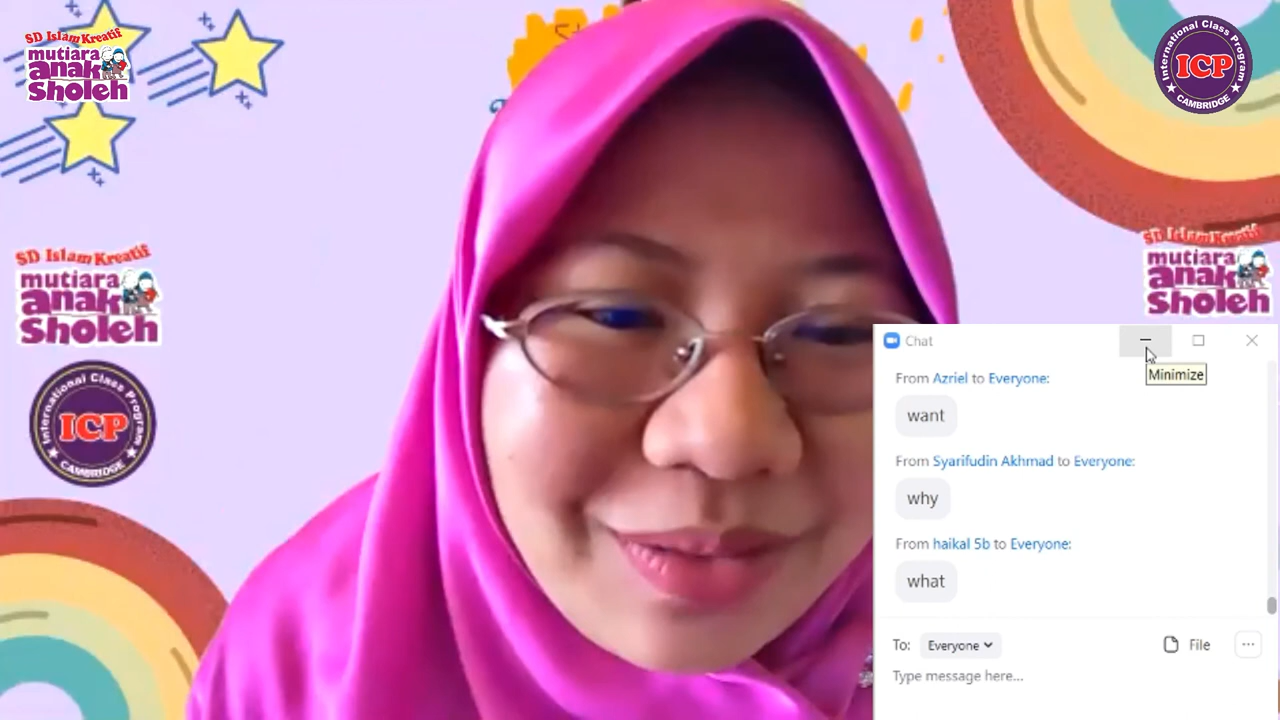 SD Islam Kreatif
mutiara
anak
Sholeh
International Class Program
ICP
CAMBRIDGE
SD Islam Kreatif
mutiara
anak
Sholeh
SD Islam Kreatif
mutiara
anak
Sholeh
International Class Program
ICP
CAMBRIDGE
Chat
Minimize
From Azriel to Everyone:
want
From Syarifudin Akhmad to Everyone:
why
From haikal 5b to Everyone:
what
To: Everyone
File
Type message here...